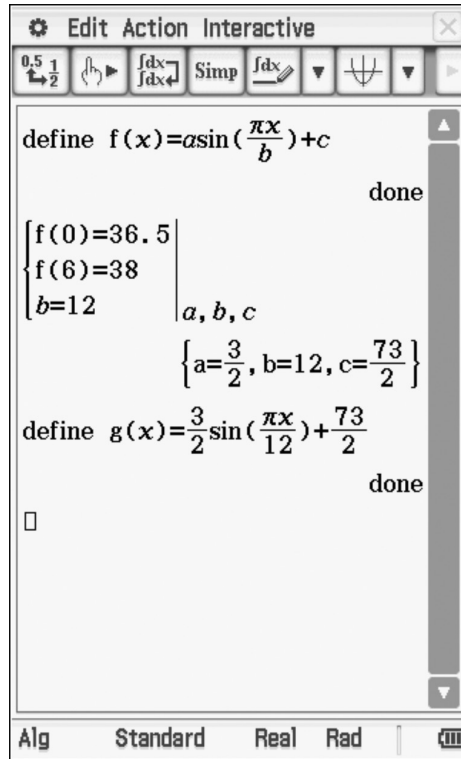 Edit Action Interactive
0.5 1/2 ∫dx ∫dx Simp ∫dx
define f(x)=asin(πx/b)+c
done
{f(0)=36.5
f(6)=38
b=12 |a,b,c
{a=3/2,b=12,c=73/2}
define g(x)=3/2sin(πx/12)+73/2
done
Alg Standard Real Rad